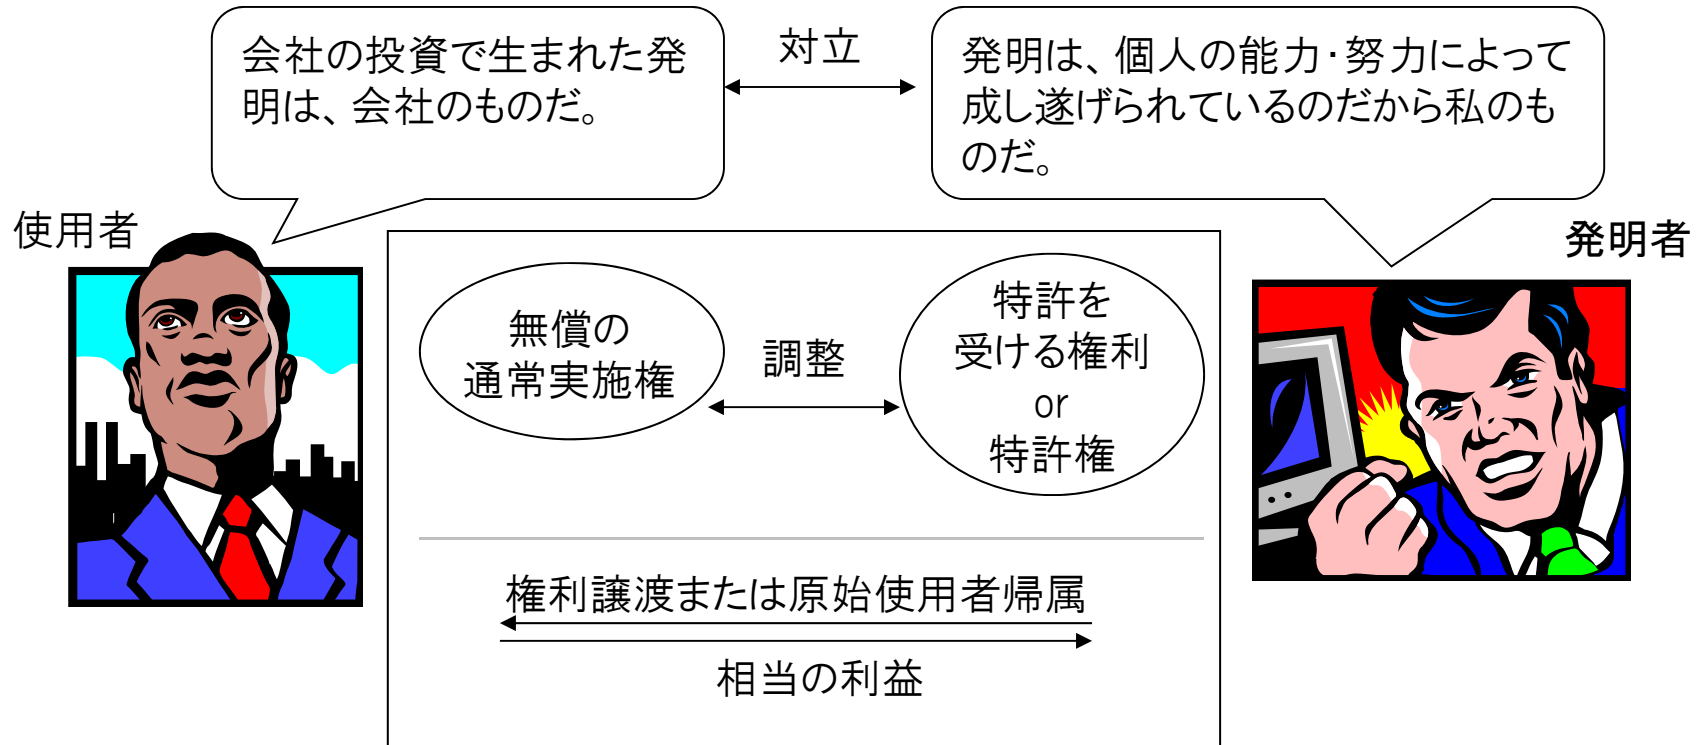 会社の投資で生まれた発
明は、会社のものだ。
対立
発明は、個人の能力・努力によって
成し遂げられているのだから私のも
のだ。
使用者
発明者
無償の
通常実施権
調整
特許を
受ける権利
or
特許権
権利譲渡または原始使用者帰属
相当の利益